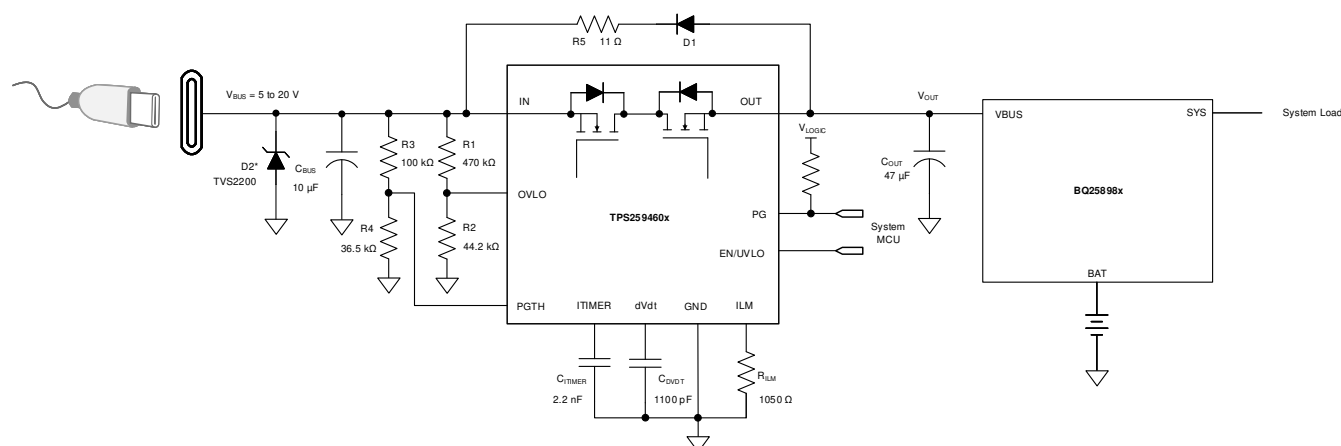 R5 11 Ω
D1
V_BUS = 5 to 20 V
IN
OUT
V_OUT
VBUS
SYS
System Load
V_LOGIC
R3
100 kΩ
R1
470 kΩ
D2*
TVS2200
C_BUS
10 µF
C_OUT
47 µF
OVLO
BQ25898x
TPS259460x
PG
System
MCU
R4
36.5 kΩ
R2
44.2 kΩ
EN/UVLO
BAT
PGTH
ITIMER
dVdt
GND
ILM
C_ITIMER
2.2 nF
C_DVDT
1100 pF
R_ILM
1050 Ω